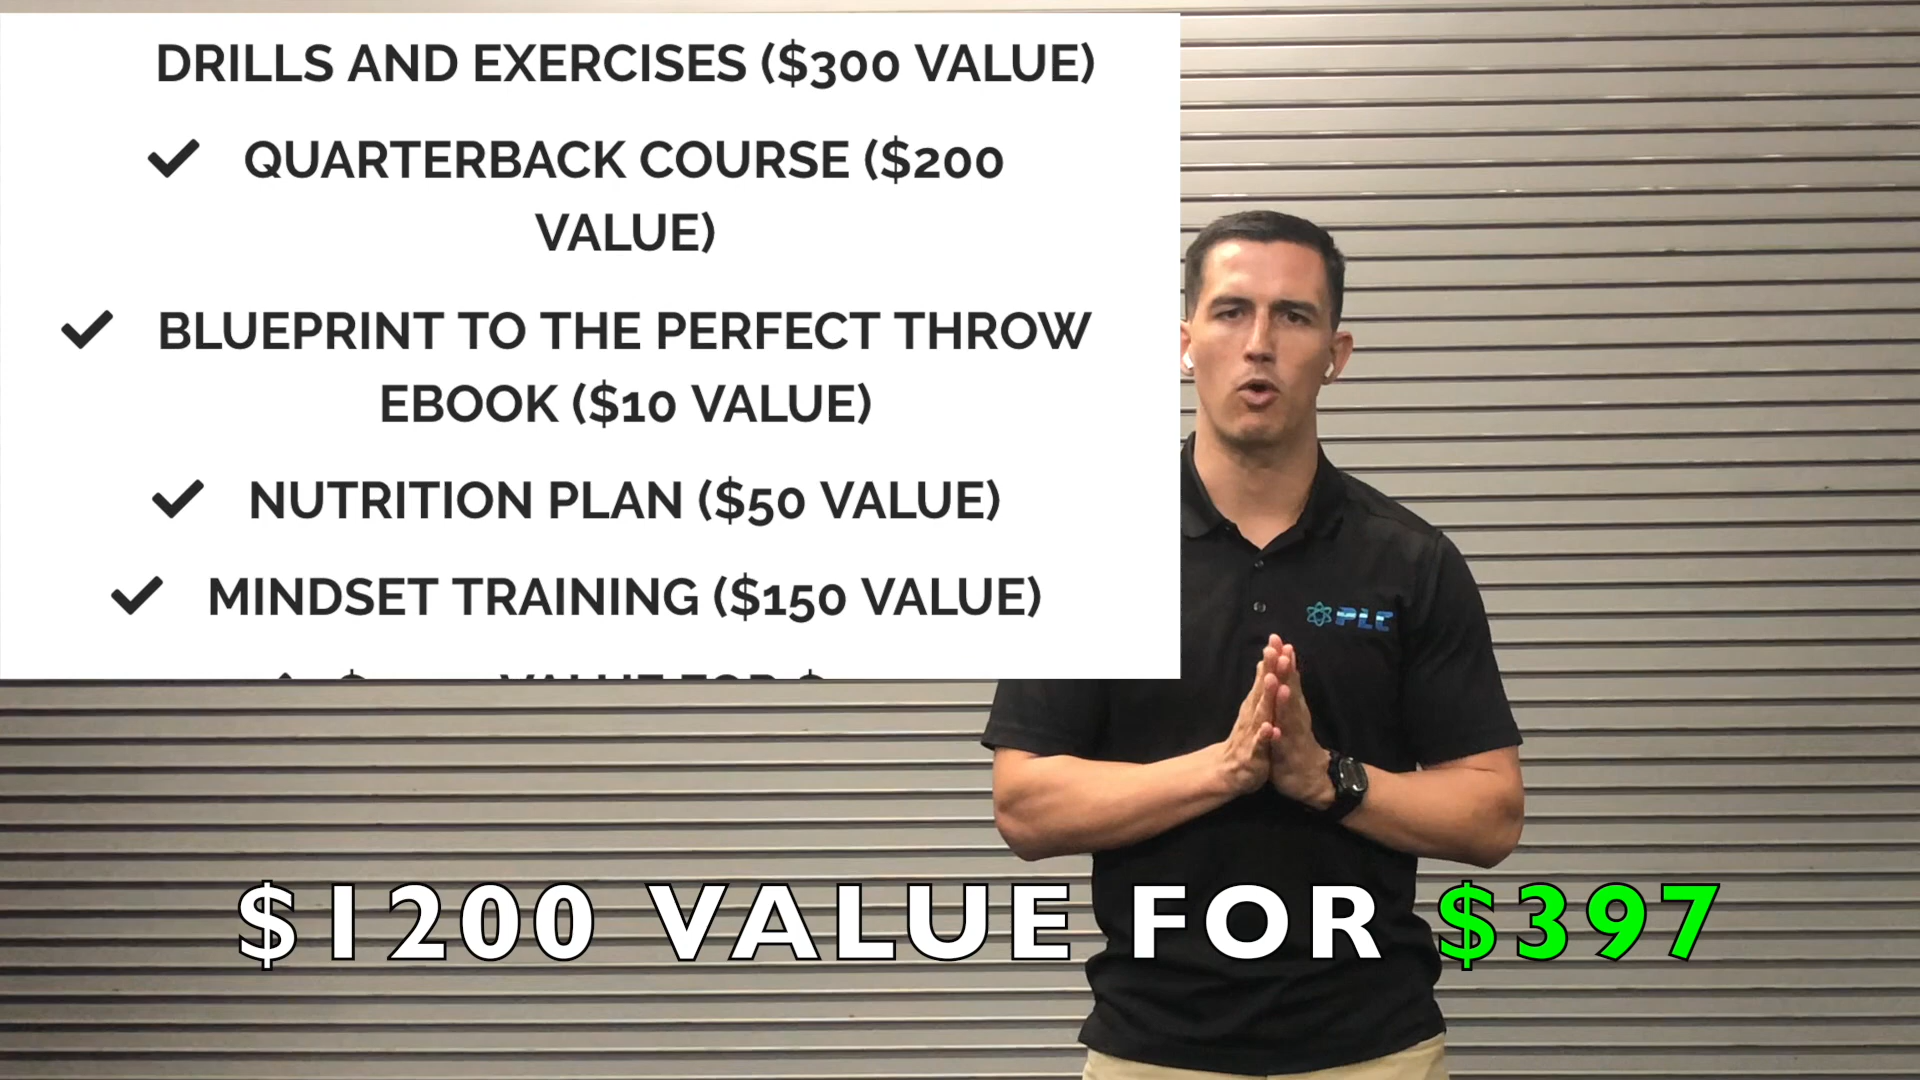 DRILLS AND EXERCISES ($300 VALUE)
QUARTERBACK COURSE ($200
VALUE)
BLUEPRINT TO THE PERFECT THROW
EBOOK ($10 VALUE)
NUTRITION PLAN ($50 VALUE)
MINDSET TRAINING ($150 VALUE)
PLC
$1200 VALUE FOR $397